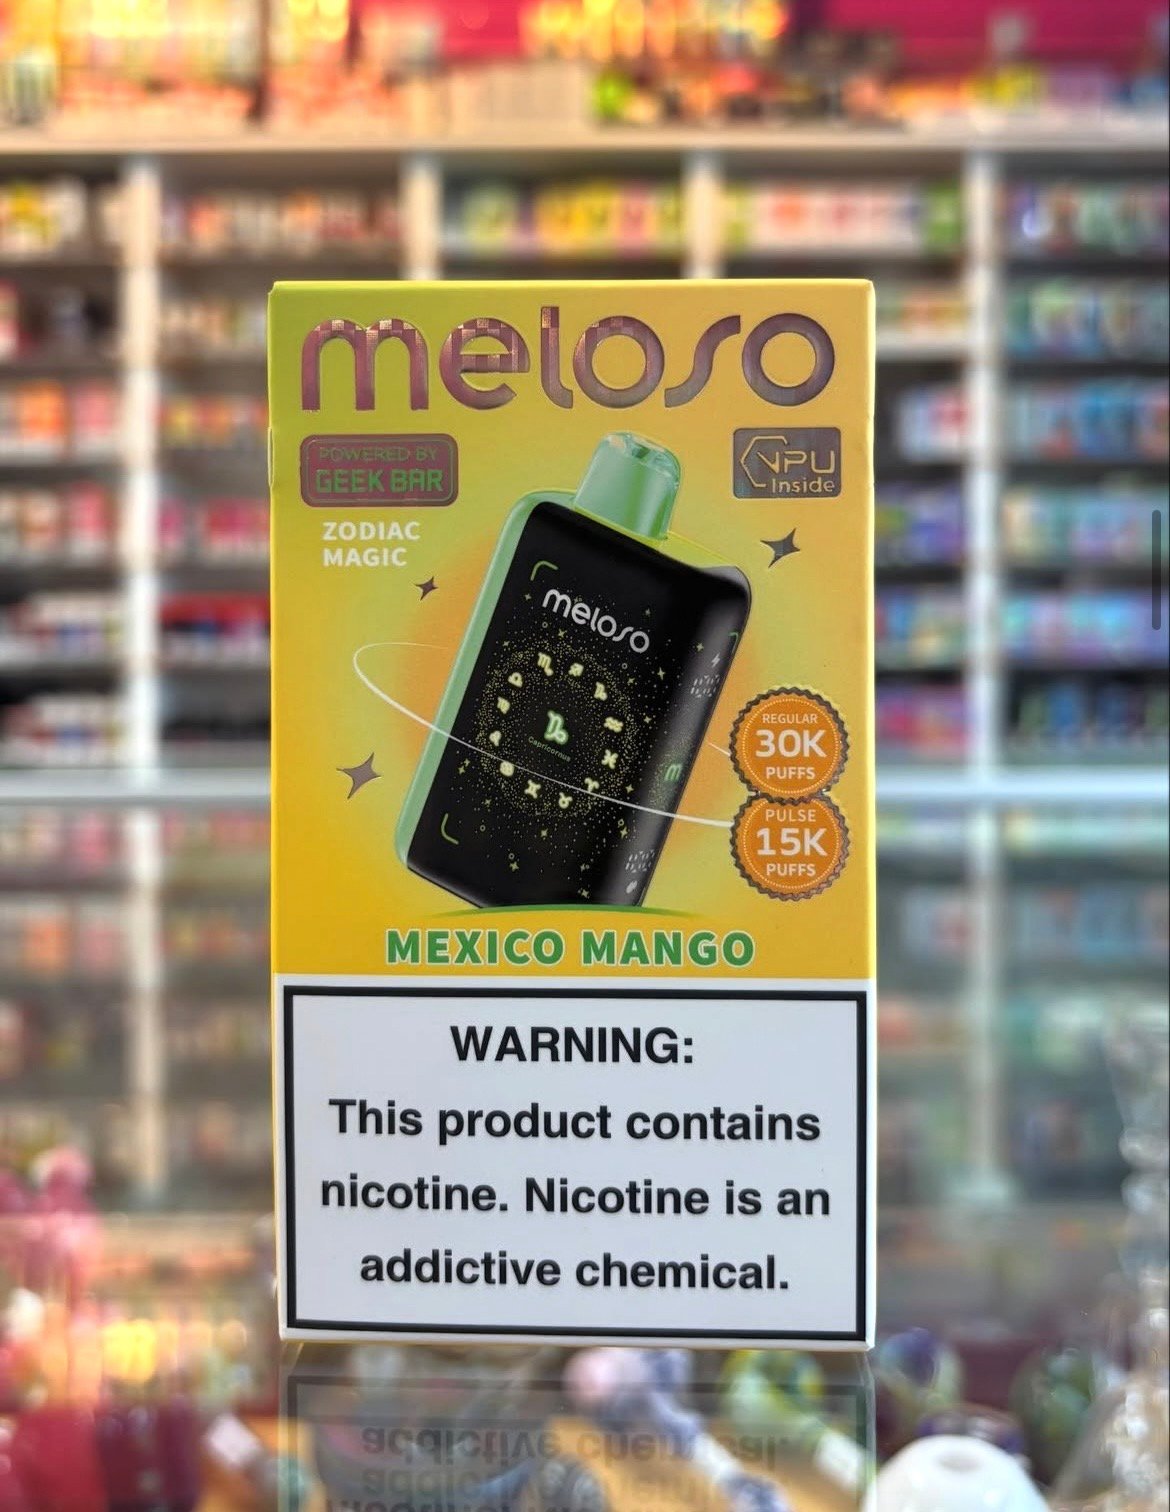 meloso
POWERED BY
GEEK BAR
VPU
Inside
ZODIAC
MAGIC
meloso
Capricornus
REGULAR
30K
PUFFS
PULSE
15K
PUFFS
MEXICO MANGO
WARNING:
This product contains
nicotine. Nicotine is an
addictive chemical.